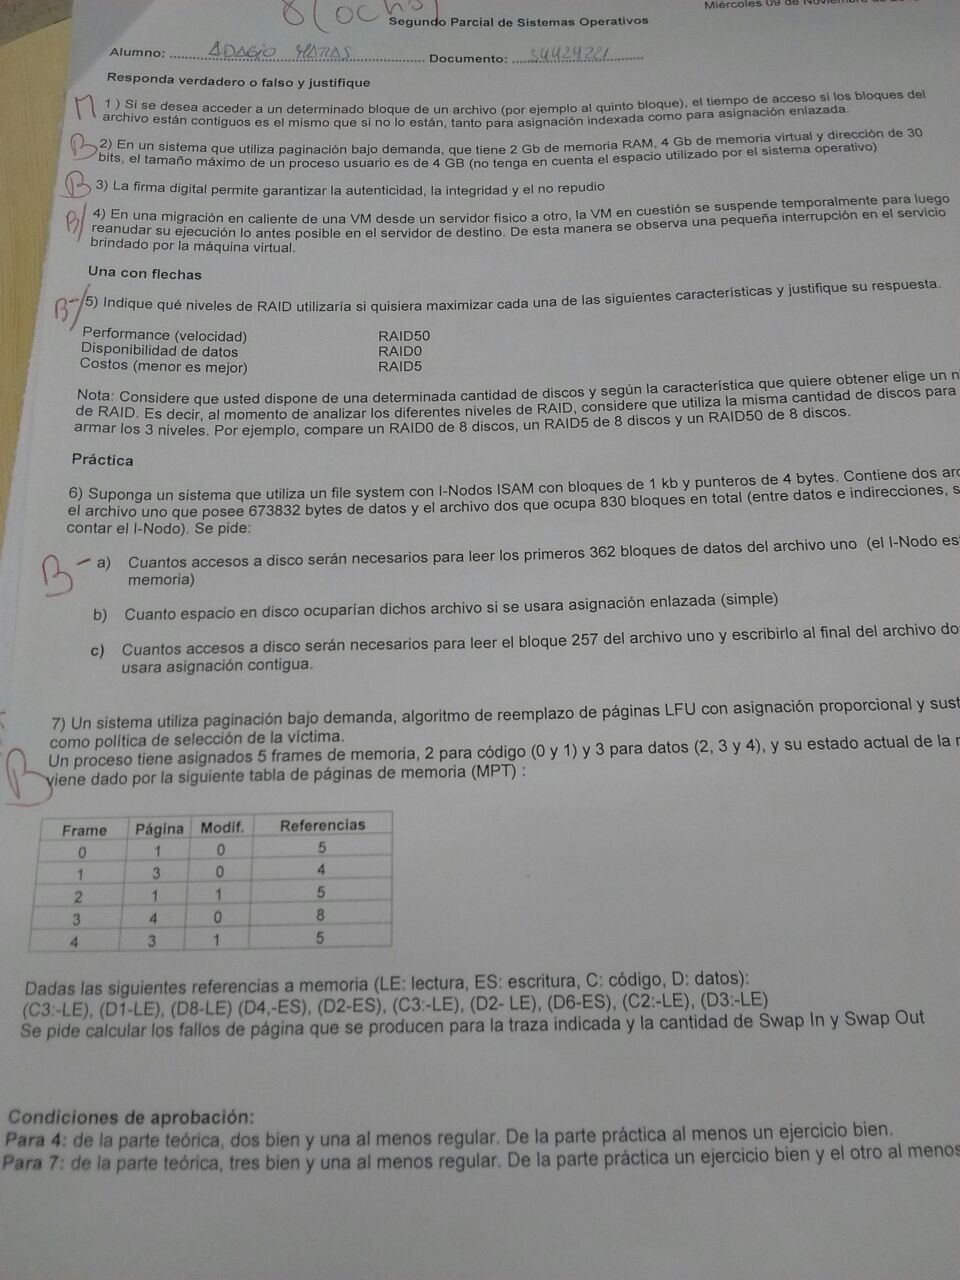 8 (ocho)
Miércoles 09 de Noviembre de
Segundo Parcial de Sistemas Operativos
Alumno: ADAGIO MATIAS Documento: 34429221
Responda verdadero o falso y justifique
M 1 ) Si se desea acceder a un determinado bloque de un archivo (por ejemplo al quinto bloque), el tiempo de acceso si los bloques del
archivo están contiguos es el mismo que si no lo están, tanto para asignación indexada como para asignación enlazada.
B 2) En un sistema que utiliza paginación bajo demanda, que tiene 2 Gb de memoria RAM, 4 Gb de memoria virtual y dirección de 30
bits, el tamaño máximo de un proceso usuario es de 4 GB (no tenga en cuenta el espacio utilizado por el sistema operativo)
B 3) La firma digital permite garantizar la autenticidad, la integridad y el no repudio
B/ 4) En una migración en caliente de una VM desde un servidor físico a otro, la VM en cuestión se suspende temporalmente para luego
reanudar su ejecución lo antes posible en el servidor de destino. De esta manera se observa una pequeña interrupción en el servicio
brindado por la máquina virtual.
Una con flechas
B-/ 5) Indique qué niveles de RAID utilizaría si quisiera maximizar cada una de las siguientes características y justifique su respuesta.
Performance (velocidad) RAID50
Disponibilidad de datos RAID0
Costos (menor es mejor) RAID5
Nota: Considere que usted dispone de una determinada cantidad de discos y según la característica que quiere obtener elige un n
de RAID. Es decir, al momento de analizar los diferentes niveles de RAID, considere que utiliza la misma cantidad de discos para
armar los 3 niveles. Por ejemplo, compare un RAID0 de 8 discos, un RAID5 de 8 discos y un RAID50 de 8 discos.
Práctica
6) Suponga un sistema que utiliza un file system con I-Nodos ISAM con bloques de 1 kb y punteros de 4 bytes. Contiene dos arc
el archivo uno que posee 673832 bytes de datos y el archivo dos que ocupa 830 bloques en total (entre datos e indirecciones, s
contar el I-Nodo). Se pide:
B- a) Cuantos accesos a disco serán necesarios para leer los primeros 362 bloques de datos del archivo uno (el I-Nodo es
memoria)
b) Cuanto espacio en disco ocuparían dichos archivo si se usara asignación enlazada (simple)
c) Cuantos accesos a disco serán necesarios para leer el bloque 257 del archivo uno y escribirlo al final del archivo do
usara asignación contigua.
7) Un sistema utiliza paginación bajo demanda, algoritmo de reemplazo de páginas LFU con asignación proporcional y sust
como política de selección de la víctima.
Un proceso tiene asignados 5 frames de memoria, 2 para código (0 y 1) y 3 para datos (2, 3 y 4), y su estado actual de la
B viene dado por la siguiente tabla de páginas de memoria (MPT) :
Frame Página Modif. Referencias
0 1 0 5
1 3 0 4
2 1 1 5
3 4 0 8
4 3 1 5
Dadas las siguientes referencias a memoria (LE: lectura, ES: escritura, C: código, D: datos):
(C3:-LE), (D1-LE), (D8-LE) (D4,-ES), (D2-ES), (C3:-LE), (D2- LE), (D6-ES), (C2:-LE), (D3:-LE)
Se pide calcular los fallos de página que se producen para la traza indicada y la cantidad de Swap In y Swap Out
Condiciones de aprobación:
Para 4: de la parte teórica, dos bien y una al menos regular. De la parte práctica al menos un ejercicio bien.
Para 7: de la parte teórica, tres bien y una al menos regular. De la parte práctica un ejercicio bien y el otro al menos